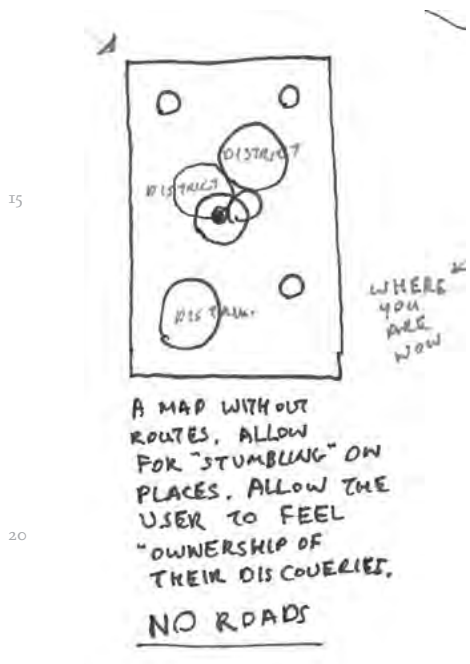 DISTRICT
DISTRICT
15
DISTRICT
WHERE
YOU
ARE
NOW
A MAP WITHOUT
ROUTES. ALLOW
FOR "STUMBLING" ON
PLACES. ALLOW THE
USER TO FEEL
20
"OWNERSHIP OF
THEIR DISCOVERIES.
NO ROADS